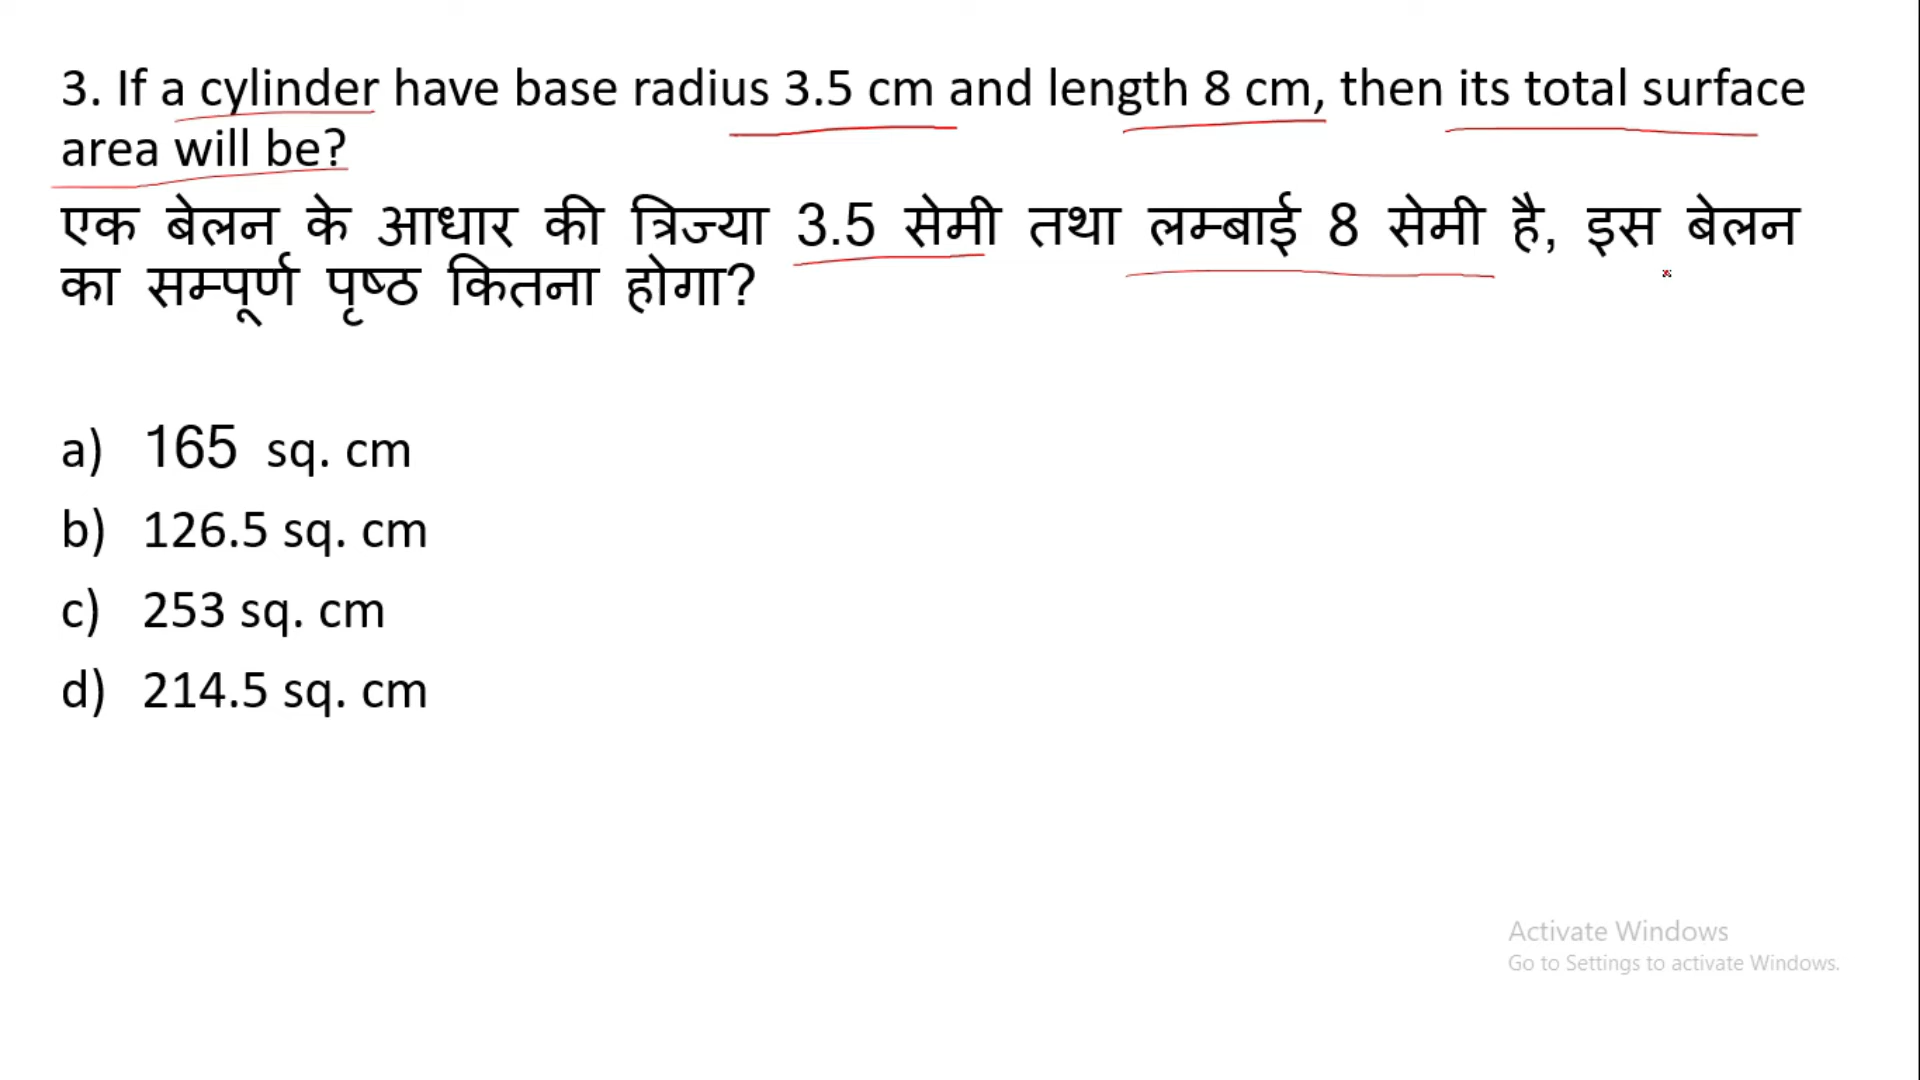 3. If a cylinder have base radius 3.5 cm and length 8 cm, then its total surface
area will be?
एक बेलन के आधार की त्रिज्या 3.5 सेमी तथा लम्बाई 8 सेमी है, इस बेलन
का सम्पूर्ण पृष्ठ कितना होगा?
a) 165 sq. cm
b) 126.5 sq. cm
c) 253 sq. cm
d) 214.5 sq. cm
Activate Windows
Go to Settings to activate Windows.